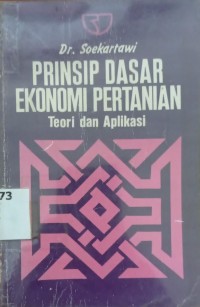 Dr. Soekartawi
PRINSIP DASAR
EKONOMI PERTANIAN
Teori dan Aplikasi
73